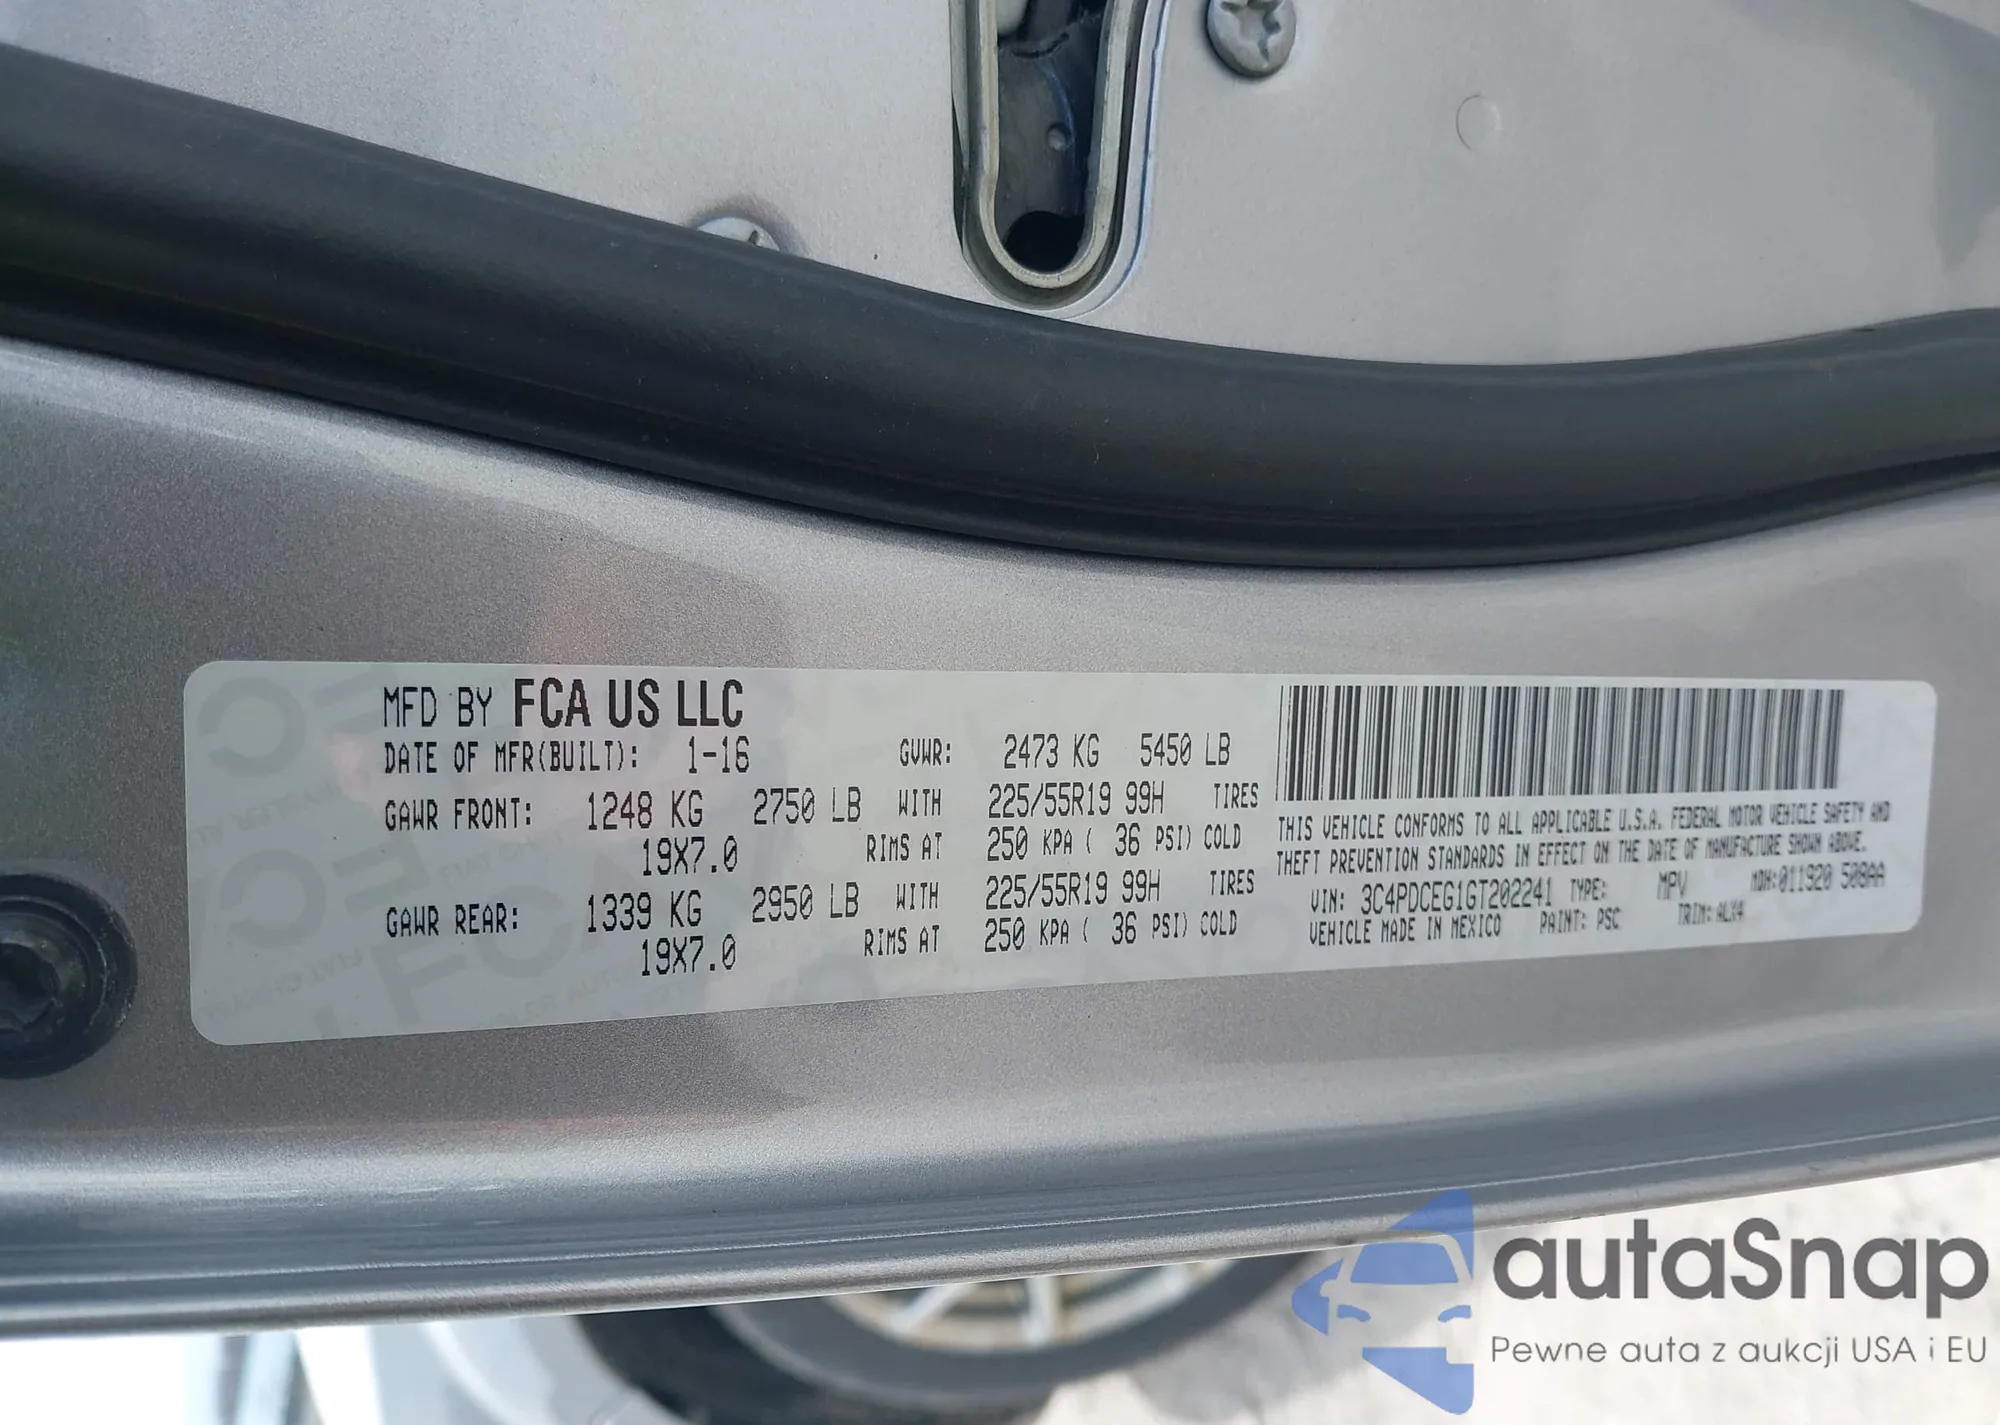 MFD BY FCA US LLC
DATE OF MFR(BUILT): 1-16 GVWR: 2473 KG 5450 LB
GAWR FRONT: 1248 KG 2750 LB WITH 225/55R19 99H TIRES
19X7.0 RIMS AT 250 KPA ( 36 PSI) COLD
GAWR REAR: 1339 KG 2950 LB WITH 225/55R19 99H TIRES
19X7.0 RIMS AT 250 KPA ( 36 PSI) COLD
THIS VEHICLE CONFORMS TO ALL APPLICABLE U.S.A. FEDERAL MOTOR VEHICLE SAFETY AND
THEFT PREVENTION STANDARDS IN EFFECT ON THE DATE OF MANUFACTURE SHOWN ABOVE.
VIN: 3C4PDCEG1GT202241 TYPE: MPV MDH:011920 508AA
VEHICLE MADE IN MEXICO PAINT: PSC TRIM: ALX4
autoSnap
Pewne auta z aukcji USA i EU